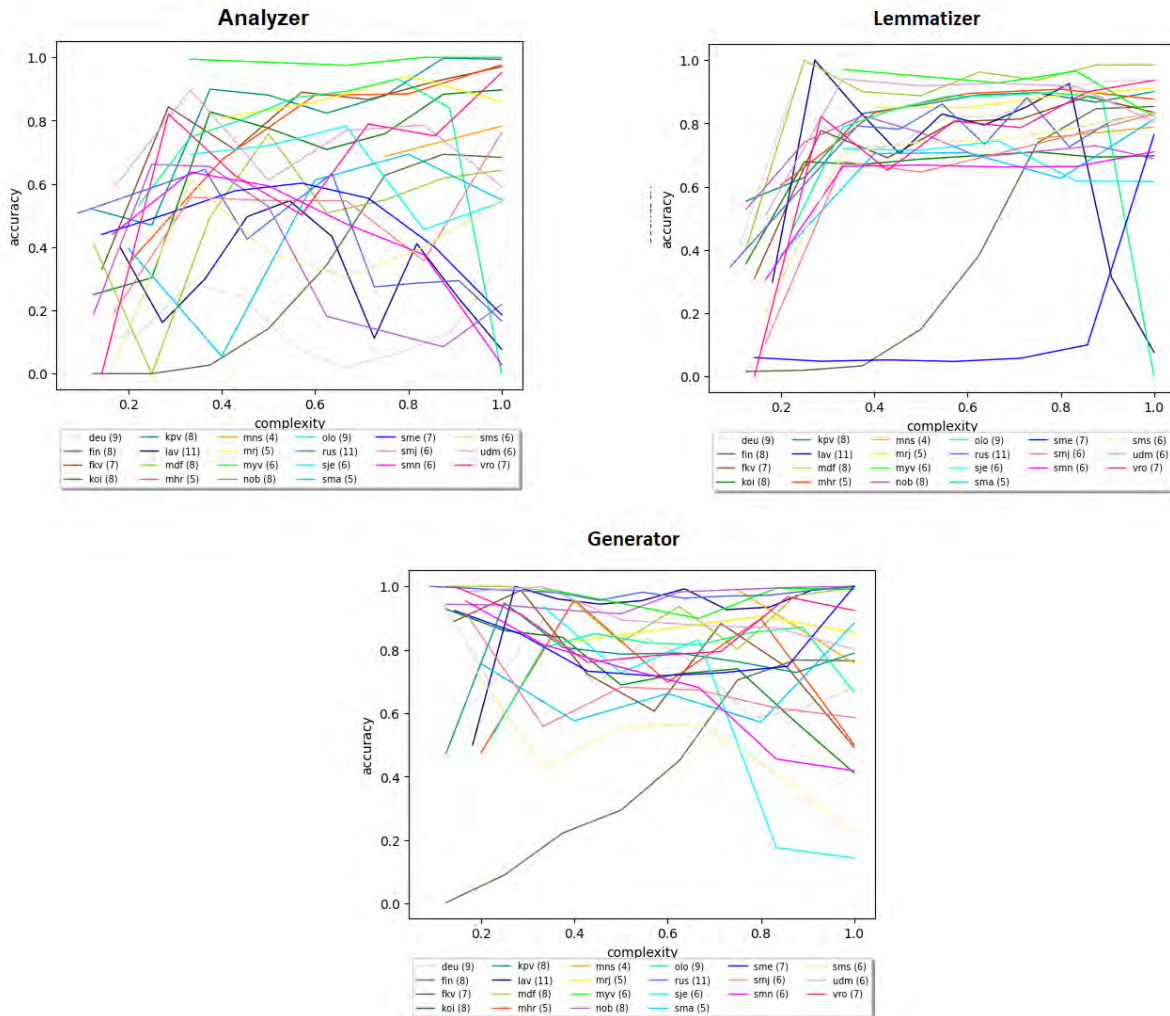 Analyzer
Lemmatizer
1.0
0.8
0.6
0.4
0.2
0.0
accuracy
0.2 0.4 0.6 0.8 1.0
complexity
deu (9) kpv (8) mns (4) olo (9) sme (7) sms (6)
fin (8) lav (11) mrj (5) rus (11) smj (6) udm (6)
fkv (7) mdf (8) myv (6) sje (6) smn (6) vro (7)
koi (8) mhr (5) nob (8) sma (5)
1.0
0.8
0.6
0.4
0.2
0.0
accuracy
0.2 0.4 0.6 0.8 1.0
complexity
deu (9) kpv (8) mns (4) olo (9) sme (7) sms (6)
fin (8) lav (11) mrj (5) rus (11) smj (6) udm (6)
fkv (7) mdf (8) myv (6) sje (6) smn (6) vro (7)
koi (8) mhr (5) nob (8) sma (5)
Generator
1.0
0.8
0.6
0.4
0.2
0.0
accuracy
0.2 0.4 0.6 0.8 1.0
complexity
deu (9) kpv (8) mns (4) olo (9) sme (7) sms (6)
fin (8) lav (11) mrj (5) rus (11) smj (6) udm (6)
fkv (7) mdf (8) myv (6) sje (6) smn (6) vro (7)
koi (8) mhr (5) nob (8) sma (5)